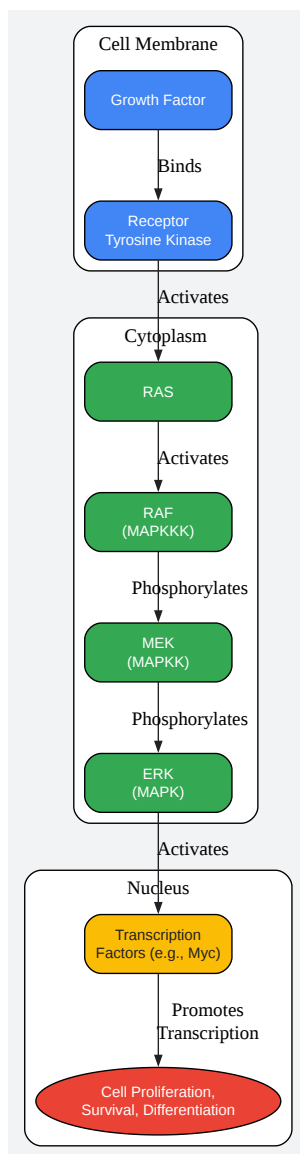 Cell Membrane
Growth Factor
Binds
Receptor
Tyrosine Kinase
Activates
Cytoplasm
RAS
Activates
RAF
(MAPKKK)
Phosphorylates
MEK
(MAPKK)
Phosphorylates
ERK
(MAPK)
Activates
Nucleus
Transcription
Factors (e.g., Myc)
Promotes
Transcription
Cell Proliferation,
Survival, Differentiation